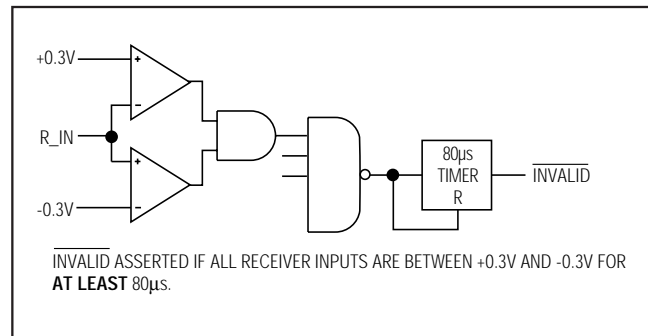 +0.3V
R_IN
-0.3V
80µs
TIMER
R
INVALID
INVALID ASSERTED IF ALL RECEIVER INPUTS ARE BETWEEN +0.3V AND -0.3V FOR
AT LEAST 80µs.